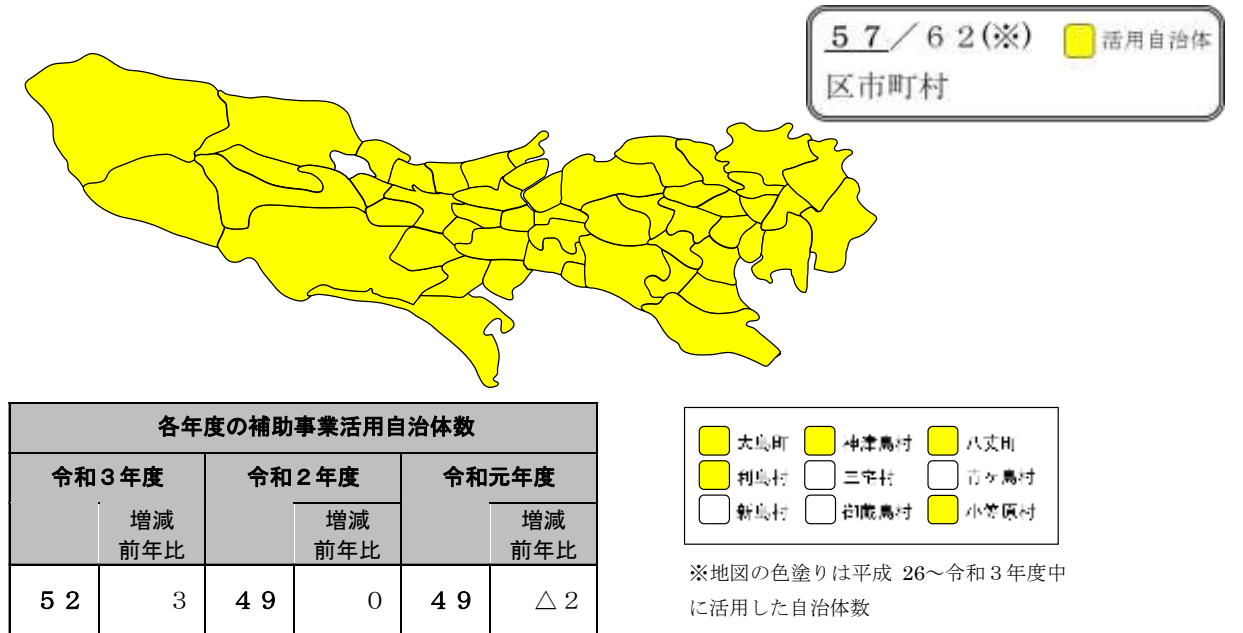 ５７／６２(※) 活用自治体
区市町村
各年度の補助事業活用自治体数
令和３年度 令和２年度 令和元年度
増減 増減 増減
前年比 前年比 前年比
５２ 3 ４９ 0 ４９ △２
大島町 神津島村 八丈町
利島村 三宅村 青ヶ島村
新島村 御蔵島村 小笠原村
※地図の色塗りは平成 26～令和３年度中
に活用した自治体数